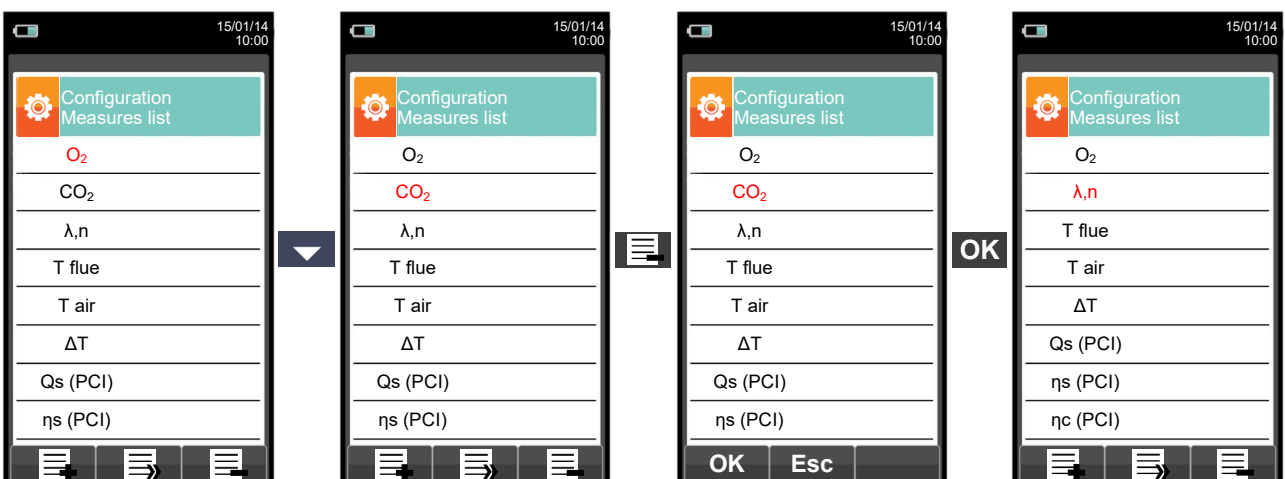 15/01/14
10:00
Configuration
Measures list
O₂
CO₂
λ,n
T flue
T air
ΔT
Qs (PCI)
ηs (PCI)
15/01/14
10:00
Configuration
Measures list
O₂
CO₂
λ,n
T flue
T air
ΔT
Qs (PCI)
ηs (PCI)
15/01/14
10:00
Configuration
Measures list
O₂
CO₂
λ,n
T flue
T air
ΔT
Qs (PCI)
ηs (PCI)
OK Esc
OK
15/01/14
10:00
Configuration
Measures list
O₂
λ,n
T flue
T air
ΔT
Qs (PCI)
ηs (PCI)
ηc (PCI)